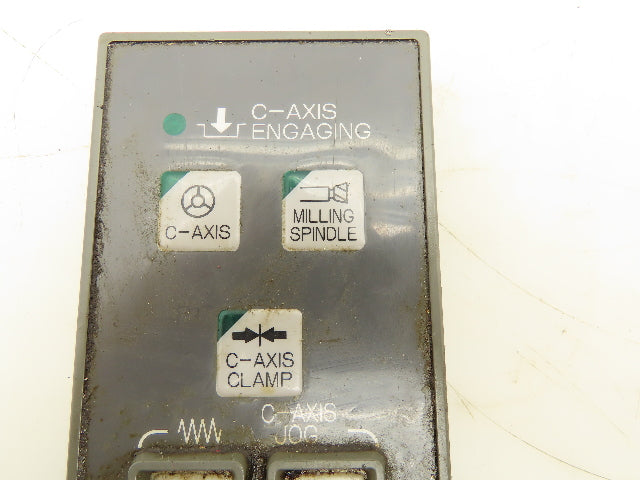 C-AXIS
ENGAGING
C-AXIS
MILLING
SPINDLE
C-AXIS
CLAMP
C-AXIS
JOG